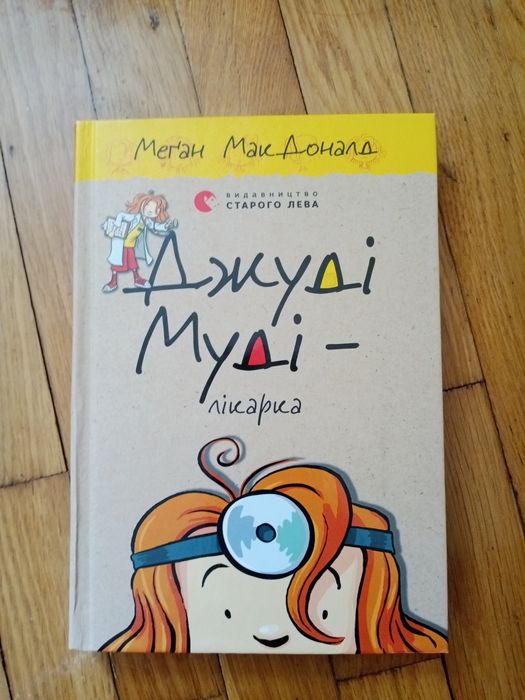 Меґан МакДоналд
видавництво
СТАРОГО ЛЕВА
Джуді
Муді –
лікарка